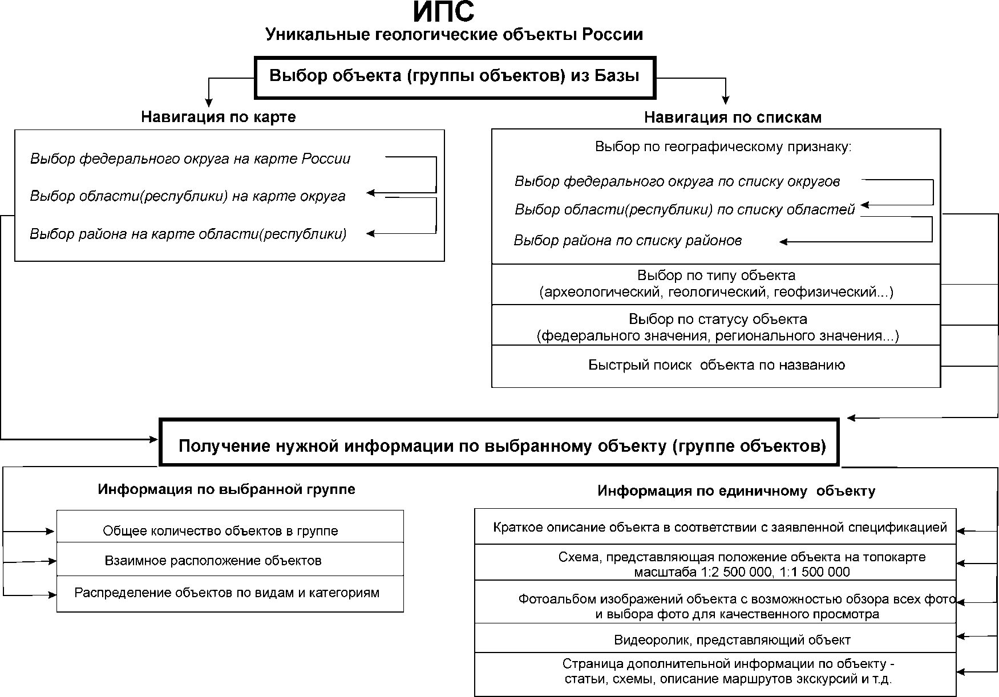 ИПС
Уникальные геологические объекты России
Выбор объекта (группы объектов) из Базы
Навигация по карте
Выбор федерального округа на карте России
Выбор области(республики) на карте округа
Выбор района на карте области(республики)
Навигация по спискам
Выбор по географическому признаку:
Выбор федерального округа по списку округов
Выбор области(республики) по списку областей
Выбор района по списку районов
Выбор по типу объекта
(археологический, геологический, геофизический...)
Выбор по статусу объекта
(федерального значения, регионального значения...)
Быстрый поиск объекта по названию
Получение нужной информации по выбранному объекту (группе объектов)
Информация по выбранной группе
Общее количество объектов в группе
Взаимное расположение объектов
Распределение объектов по видам и категориям
Информация по единичному объекту
Краткое описание объекта в соответствии с заявленной спецификацией
Схема, представляющая положение объекта на топокарте
масштаба 1:2 500 000, 1:1 500 000
Фотоальбом изображений объекта с возможностью обзора всех фото
и выбора фото для качественного просмотра
Видеоролик, представляющий объект
Страница дополнительной информации по объекту -
статьи, схемы, описание маршрутов экскурсий и т.д.